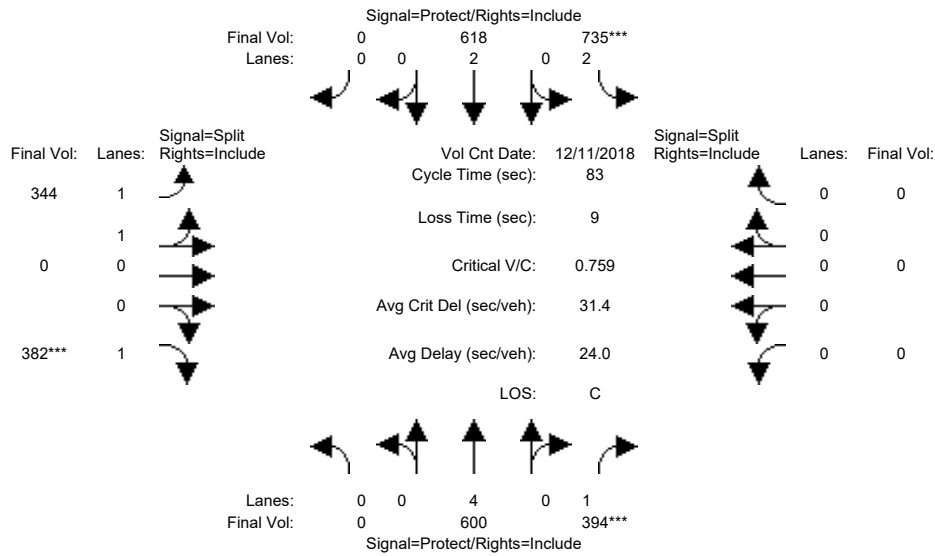 Signal=Protect/Rights=Include
Final Vol: 0 618 735***
Lanes: 0 0 2 0 2
Signal=Split
Final Vol: Lanes: Rights=Include
Vol Cnt Date: 12/11/2018
Signal=Split
Rights=Include Lanes: Final Vol:
Cycle Time (sec): 83
344 1 0 0
Loss Time (sec): 9
1 0
0 0 Critical V/C: 0.759 0 0
0 Avg Crit Del (sec/veh): 31.4 0
382*** 1 Avg Delay (sec/veh): 24.0 0 0
LOS: C
Lanes: 0 0 4 0 1
Final Vol: 0 600 394***
Signal=Protect/Rights=Include